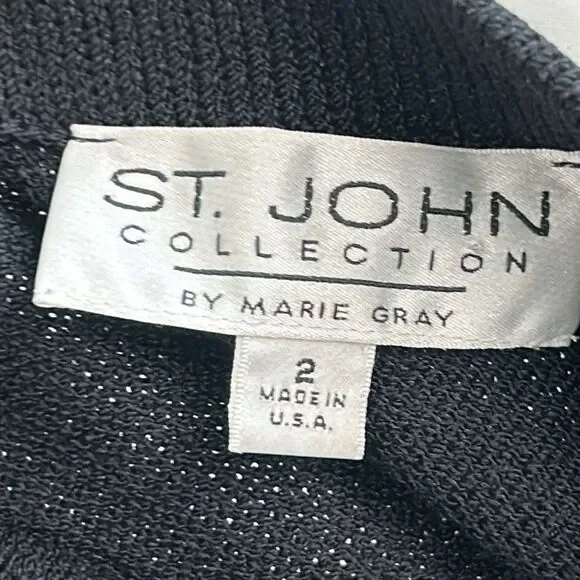 ST. JOHN
COLLECTION
BY MARIE GRAY
2
MADE IN
U.S.A.